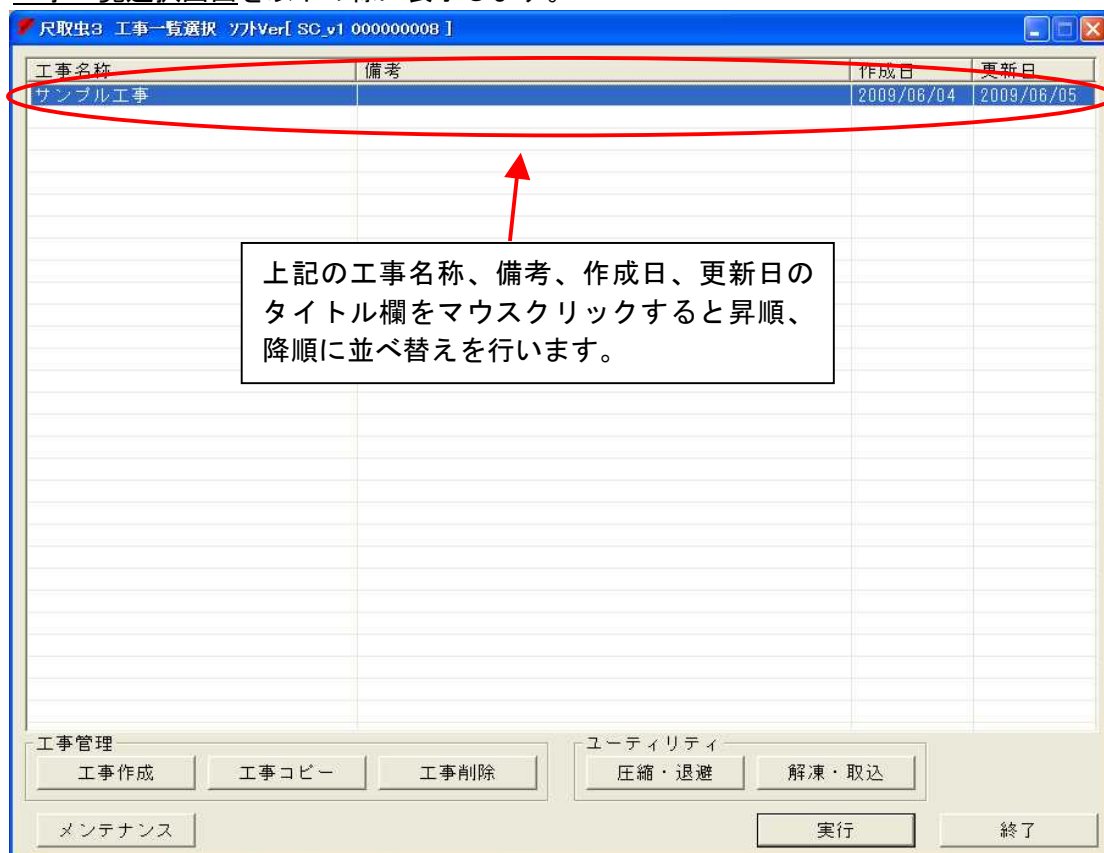 尺取虫3 工事一覧選択 ｿﾌﾄVer[ SC_v1 000000008 ]
工事名称 備考 作成日 更新日
サンプル工事 2009/06/04 2009/06/05
上記の工事名称、備考、作成日、更新日の
タイトル欄をマウスクリックすると昇順、
降順に並べ替えを行います。
工事管理 ユーティリティ
工事作成 工事コピー 工事削除 圧縮・退避 解凍・取込
メンテナンス 実行 終了